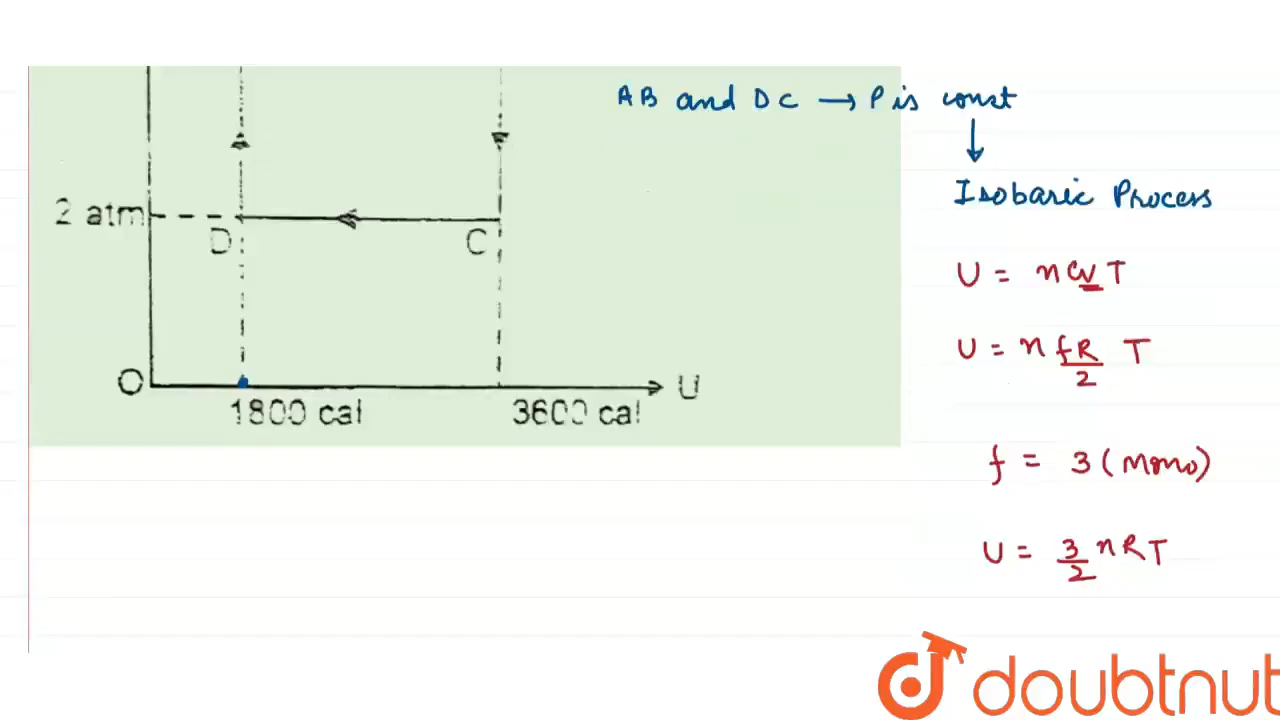 AB and DC → P is const
↓
Isobaric Process
2 atm
D C
U = nCvT
U = n fR/2 T
O U
1800 cal 3600 cal
f = 3 (Mono)
U = 3/2 nRT
doubtnut